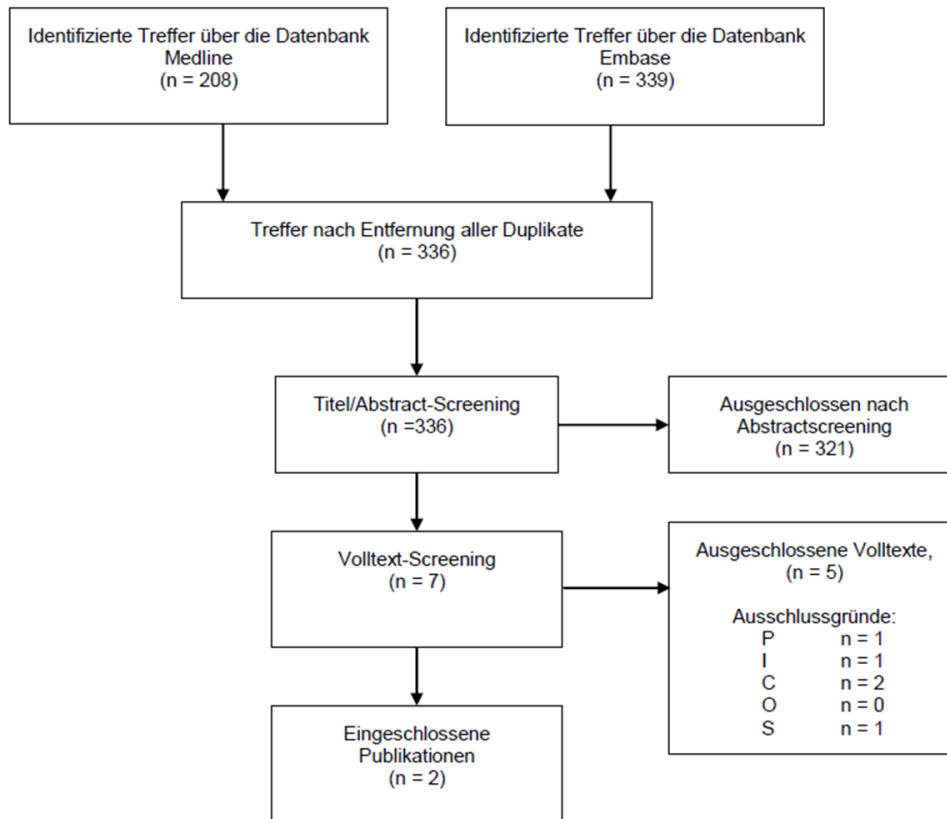 Identifizierte Treffer über die Datenbank
Medline
(n = 208)
Identifizierte Treffer über die Datenbank
Embase
(n = 339)
Treffer nach Entfernung aller Duplikate
(n = 336)
Titel/Abstract-Screening
(n =336)
Ausgeschlossen nach
Abstractscreening
(n = 321)
Volltext-Screening
(n = 7)
Ausgeschlossene Volltexte,
(n = 5)
Ausschlussgründe:
P n = 1
I n = 1
C n = 2
O n = 0
S n = 1
Eingeschlossene
Publikationen
(n = 2)